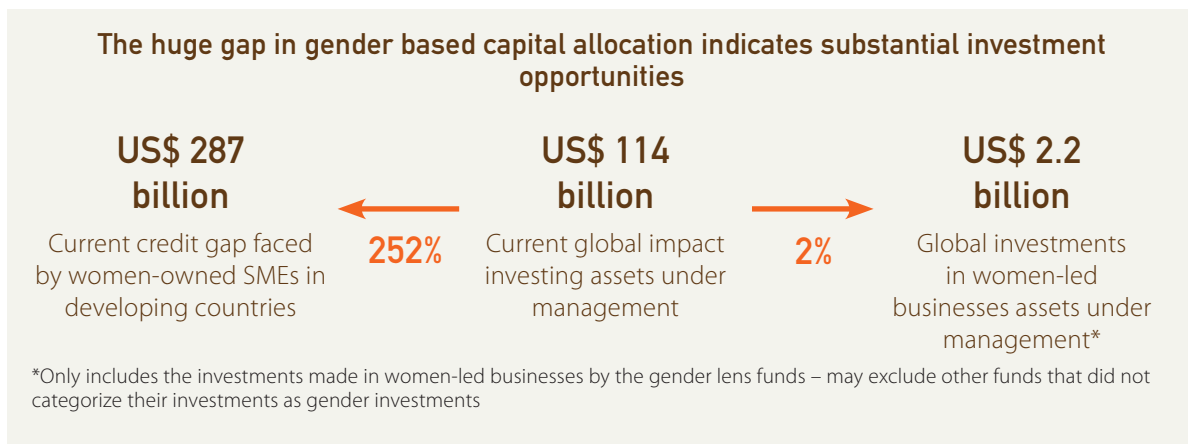 The huge gap in gender based capital allocation indicates substantial investment
opportunities
US$ 287
billion
Current credit gap faced
by women-owned SMEs in
developing countries
252%
US$ 114
billion
Current global impact
investing assets under
management
2%
US$ 2.2
billion
Global investments
in women-led
businesses assets under
management*
*Only includes the investments made in women-led businesses by the gender lens funds – may exclude other funds that did not
categorize their investments as gender investments